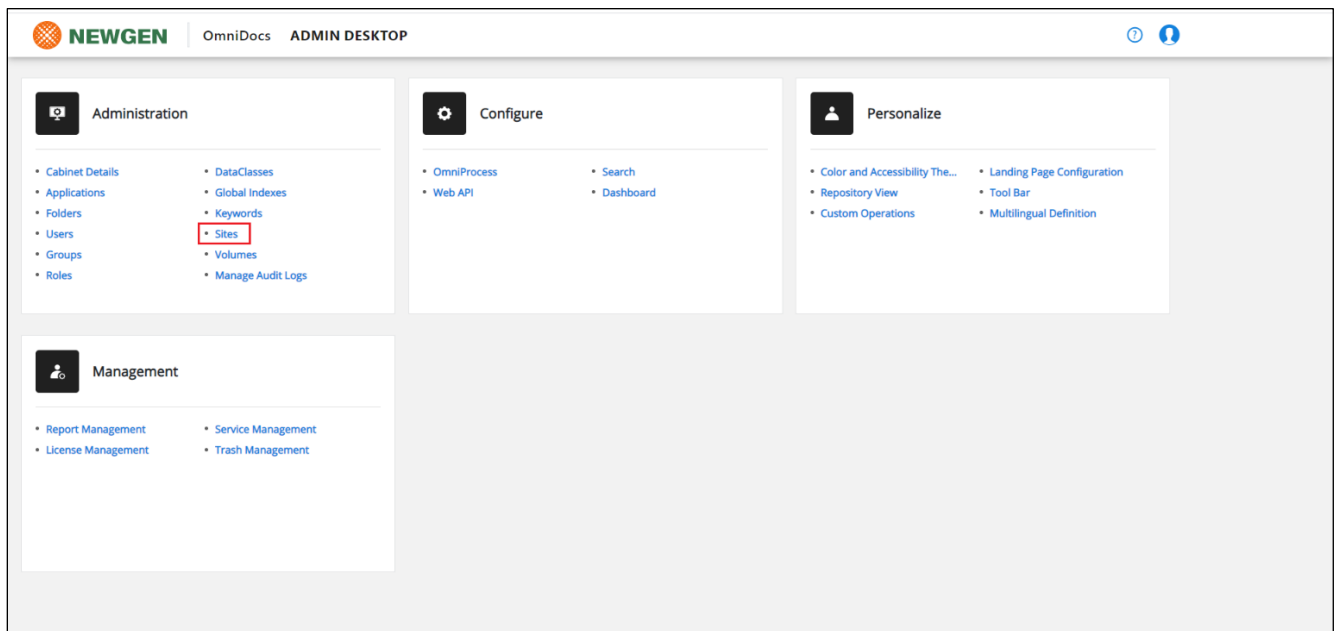 NEWGEN OmniDocs ADMIN DESKTOP ?
Administration
Cabinet Details
Applications
Folders
Users
Groups
Roles
DataClasses
Global Indexes
Keywords
Sites
Volumes
Manage Audit Logs
Configure
OmniProcess
Web API
Search
Dashboard
Personalize
Color and Accessibility The...
Repository View
Custom Operations
Landing Page Configuration
Tool Bar
Multilingual Definition
Management
Report Management
License Management
Service Management
Trash Management